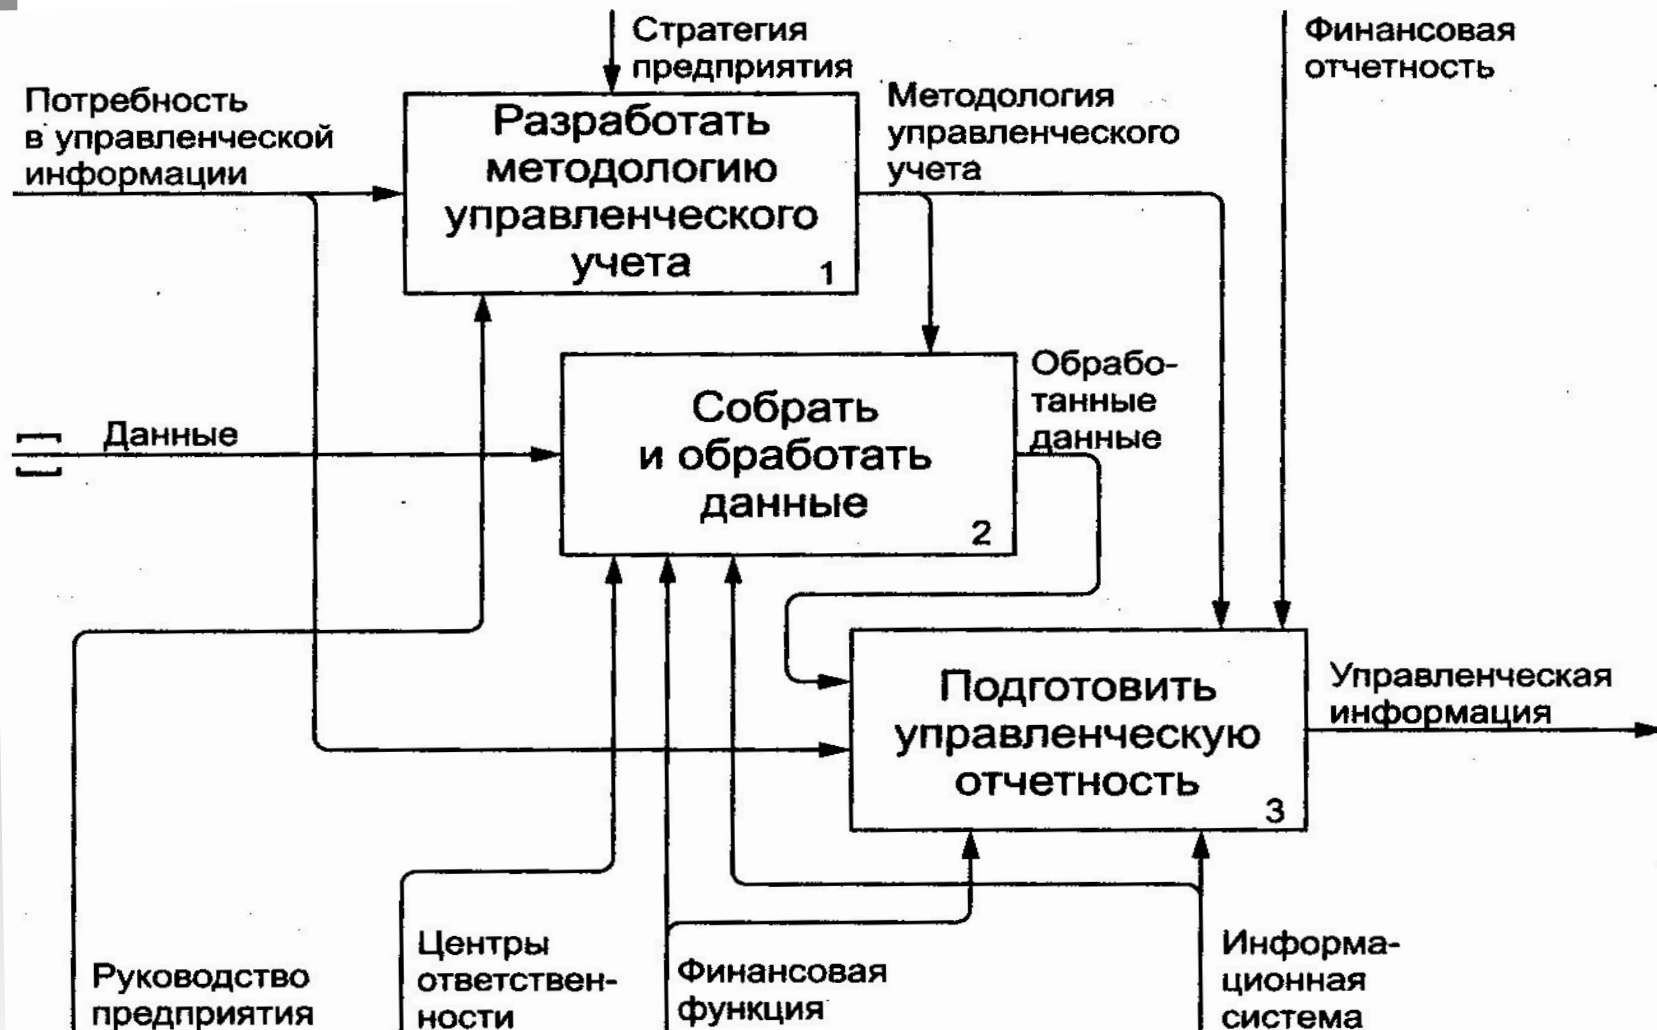 Стратегия
предприятия
Финансовая
отчетность
Потребность
в управленческой
информации
Разработать
методологию
управленческого
учета
1
Методология
управленческого
учета
Данные
Собрать
и обработать
данные
2
Обрабо-
танные
данные
Подготовить
управленческую
отчетность
3
Управленческая
информация
Руководство
предприятия
Центры
ответствен-
ности
Финансовая
функция
Информа-
ционная
система